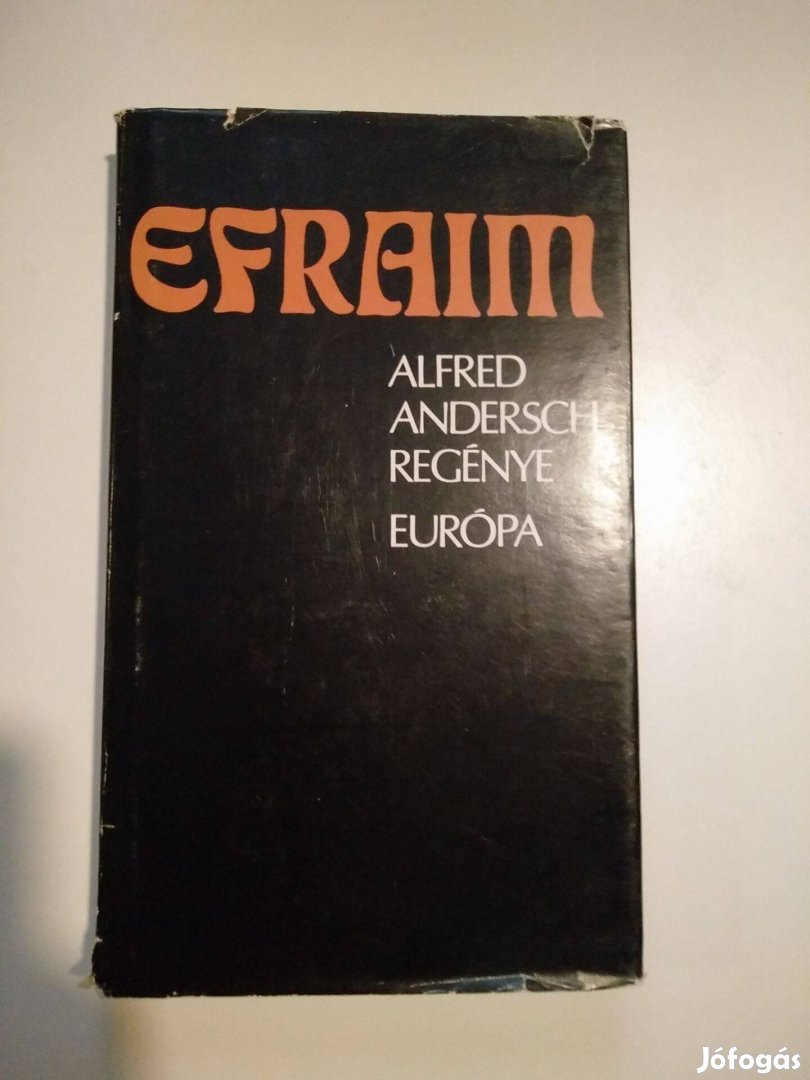 EFRAIM
ALFRED
ANDERSCH
REGÉNYE
EURÓPA
Jófogás